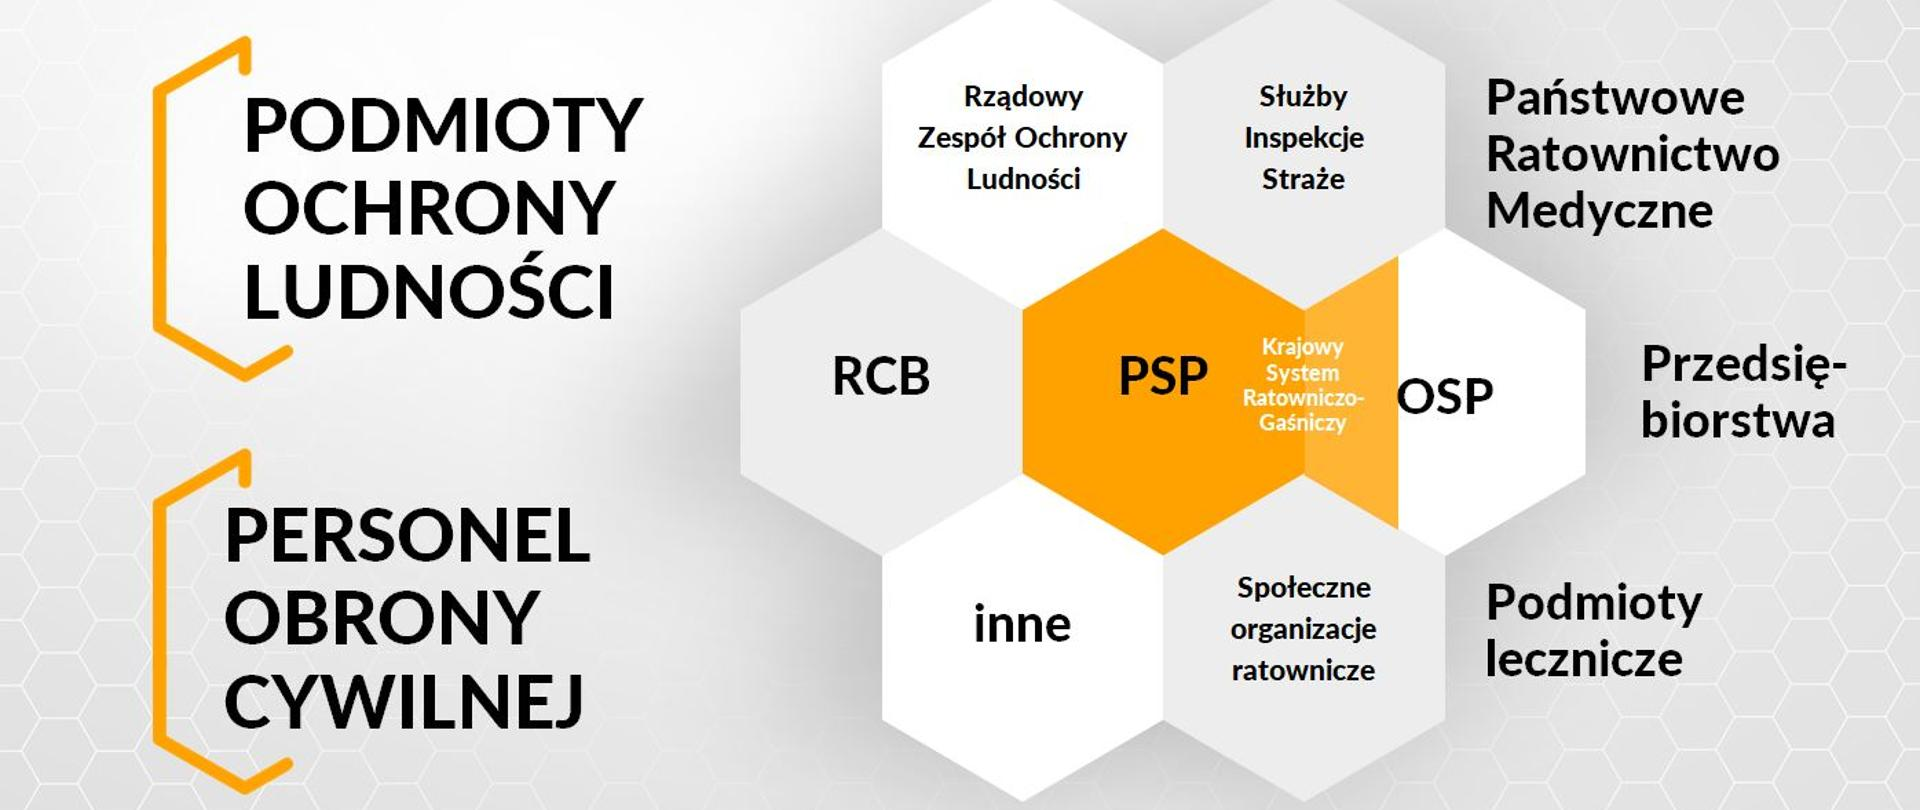 PODMIOTY
OCHRONY
LUDNOŚCI
PERSONEL
OBRONY
CYWILNEJ
Rządowy
Zespół Ochrony
Ludności
Służby
Inspekcje
Straże
RCB
PSP
Krajowy
System
Ratowniczo-
Gaśniczy
OSP
inne
Społeczne
organizacje
ratownicze
Państwowe
Ratownictwo
Medyczne
Przedsię-
biorstwa
Podmioty
lecznicze